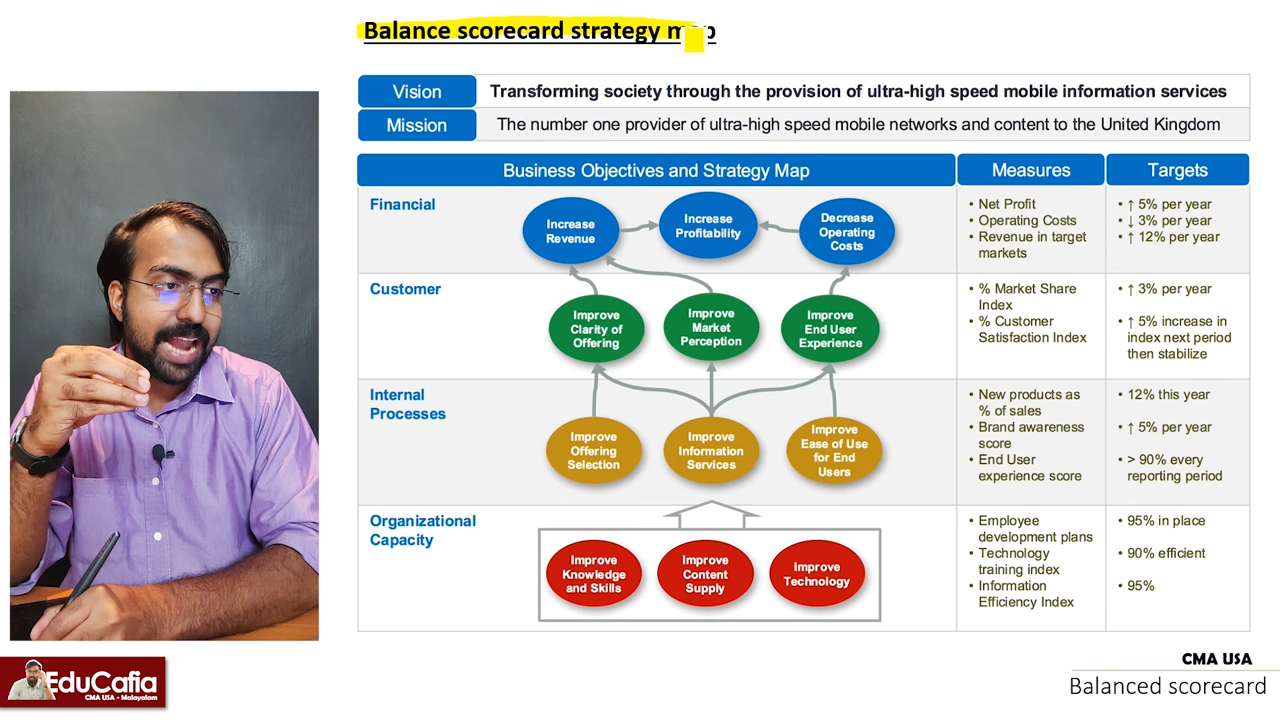 Balance scorecard strategy map
Vision
Transforming society through the provision of ultra-high speed mobile information services
Mission
The number one provider of ultra-high speed mobile networks and content to the United Kingdom
Business Objectives and Strategy Map
Measures
Targets
Financial
Increase
Revenue
Increase
Profitability
Decrease
Operating
Costs
• Net Profit
• Operating Costs
• Revenue in target
markets
• ↑ 5% per year
• ↓ 3% per year
• ↑ 12% per year
Customer
Improve
Clarity of
Offering
Improve
Market
Perception
Improve
End User
Experience
• % Market Share
Index
• % Customer
Satisfaction Index
• ↑ 3% per year
• ↑ 5% increase in
index next period
then stabilize
Internal
Processes
Improve
Offering
Selection
Improve
Information
Services
Improve
Ease of Use
for End
Users
• New products as
% of sales
• Brand awareness
score
• End User
experience score
• 12% this year
• ↑ 5% per year
• > 90% every
reporting period
Organizational
Capacity
Improve
Knowledge
and Skills
Improve
Content
Supply
Improve
Technology
• Employee
development plans
• Technology
training index
• Information
Efficiency Index
• 95% in place
• 90% efficient
• 95%
EduCafia
CMA USA - Malayalam
CMA USA
Balanced scorecard